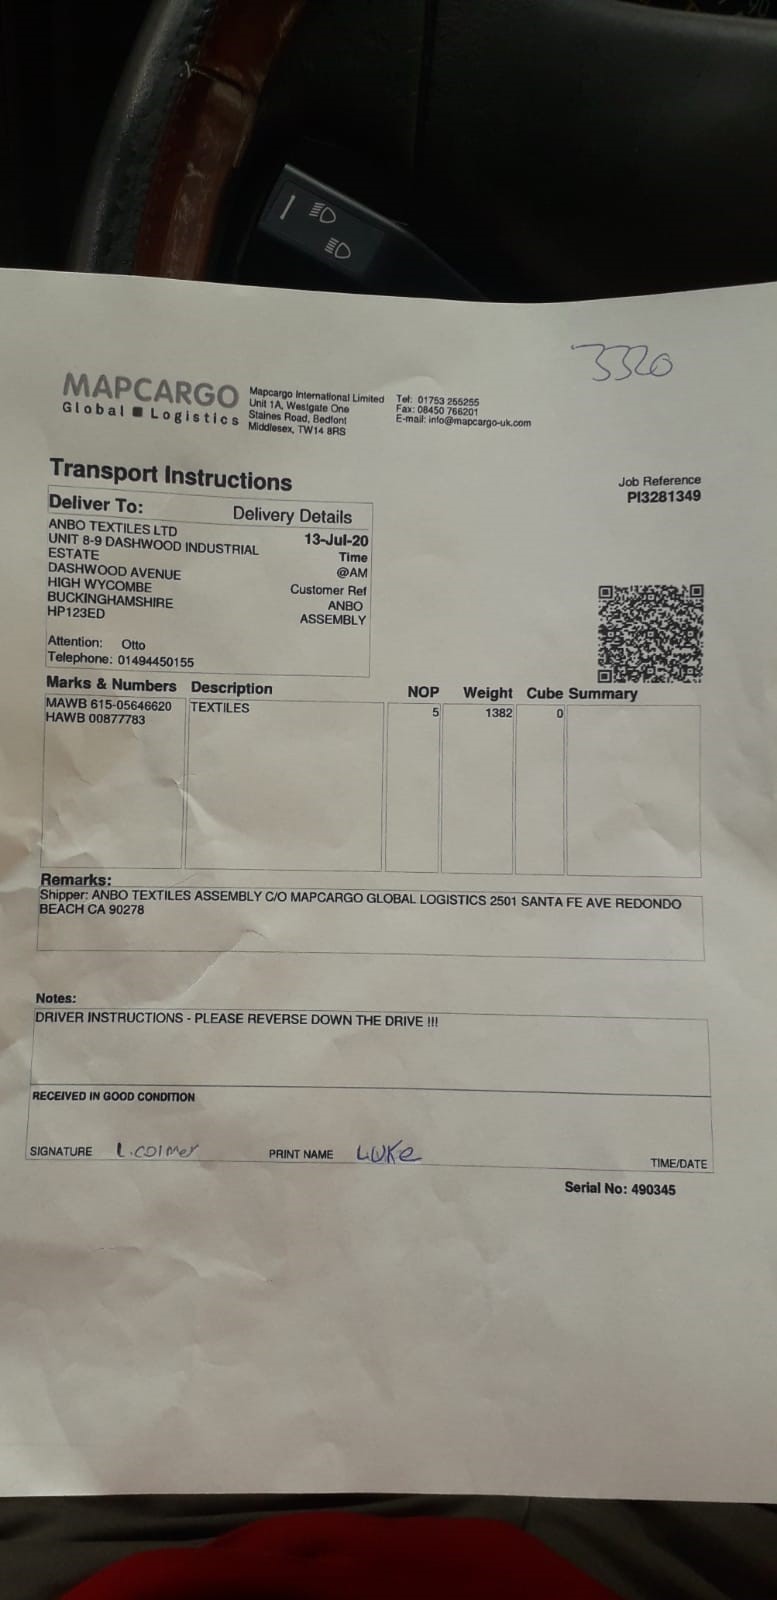 3320
MAPCARGO
Global Logistics
Mapcargo International Limited
Unit 1A, Westgate One
Staines Road, Bedfont
Middlesex, TW14 8RS
Tel: 01753 255255
Fax: 08450 766201
E-mail: info@mapcargo-uk.com
Transport Instructions
Job Reference
PI3281349
Deliver To:
ANBO TEXTILES LTD
UNIT 8-9 DASHWOOD INDUSTRIAL
ESTATE
DASHWOOD AVENUE
HIGH WYCOMBE
BUCKINGHAMSHIRE
HP123ED
Attention: Otto
Telephone: 01494450155
Delivery Details
13-Jul-20
Time
@AM
Customer Ref
ANBO
ASSEMBLY
Marks & Numbers Description NOP Weight Cube Summary
MAWB 615-05646620 TEXTILES 5 1382 0
HAWB 00877783
Remarks:
Shipper: ANBO TEXTILES ASSEMBLY C/O MAPCARGO GLOBAL LOGISTICS 2501 SANTA FE AVE REDONDO
BEACH CA 90278
Notes:
DRIVER INSTRUCTIONS - PLEASE REVERSE DOWN THE DRIVE !!!
RECEIVED IN GOOD CONDITION
SIGNATURE L.COlMer PRINT NAME LUKe TIME/DATE
Serial No: 490345